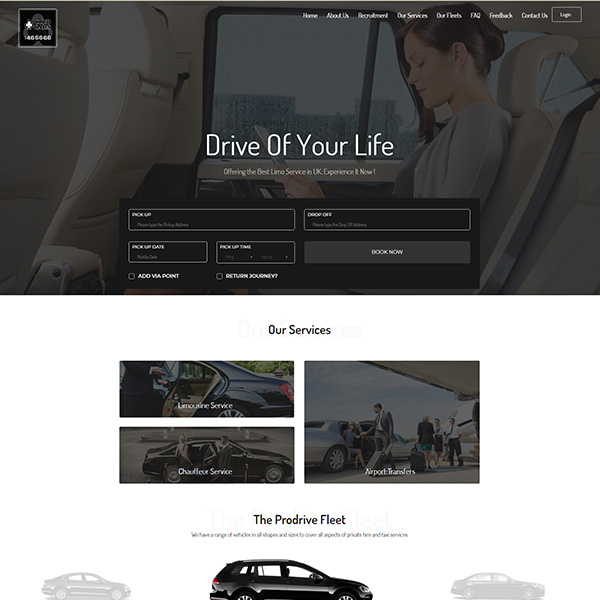 Home About Us Recruitment Our Services Our Fleets FAQ Feedback Contact Us Login
466666
Drive Of Your Life
Offering the Best Limo Service in UK. Experience It Now !
PICK UP DROP OFF
Please type the Pickup Address Please type the Drop Off Address
PICK UP DATE PICK UP TIME BOOK NOW
PickUp Date
ADD VIA POINT RETURN JOURNEY?
Our Services
Our Services
Limousine Service
Chauffeur Service
Airport Transfers
The Prodrive Fleet
The Prodrive Fleet
We have a range of vehicles in all shapes and sizes to cover all aspects of private hire and taxi services